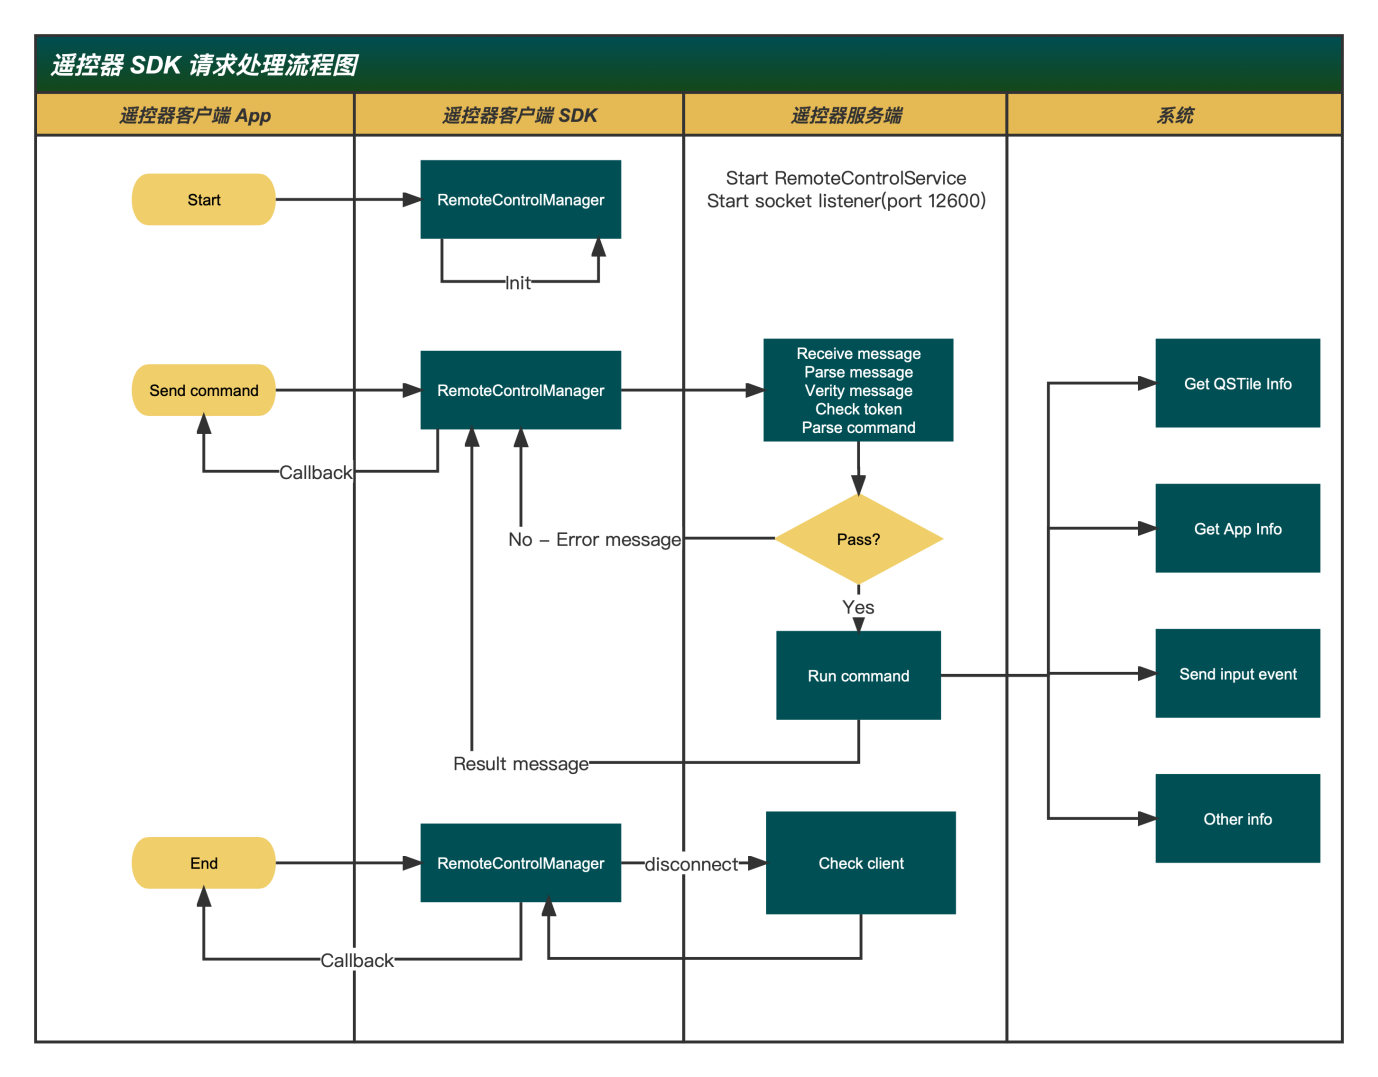 遥控器 SDK 请求处理流程图
遥控器客户端 App
遥控器客户端 SDK
遥控器服务端
系统
Start
RemoteControlManager
Start RemoteControlService
Start socket listener(port 12600)
Init
Send command
RemoteControlManager
Receive message
Parse message
Verity message
Check token
Parse command
Get QSTile Info
Callback
No - Error message
Pass?
Get App Info
Yes
Run command
Send input event
Result message
Other info
End
RemoteControlManager
disconnect
Check client
Callback